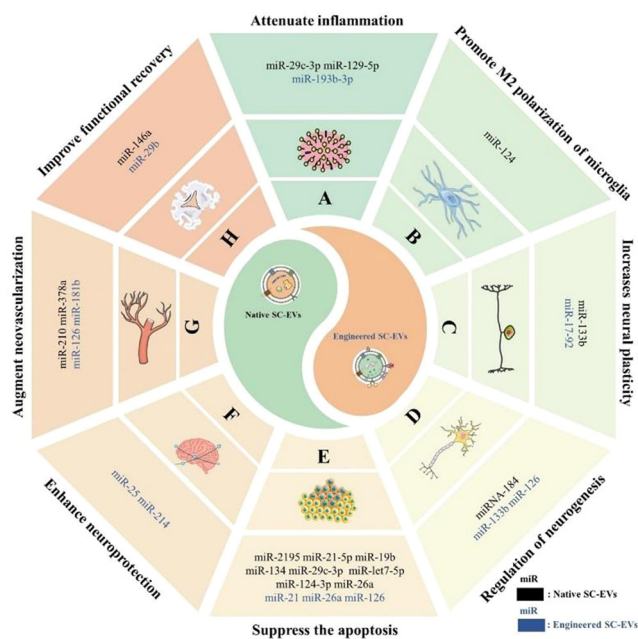 Attenuate inflammation
miR-29c-3p miR-129-5p
miR-193b-3p
A
Promote M2 polarization of microglia
miR-124
B
Increases neural plasticity
miR-133b
miR-17-92
C
Regulation of neurogenesis
miRNA-184
miR-133b miR-126
D
E
miR-2195 miR-21-5p miR-19b
miR-134 miR-29c-3p miR-let7-5p
miR-124-3p miR-26a
miR-21 miR-26a miR-126
Suppress the apoptosis
Enhance neuroprotection
miR-25 miR-214
F
Augment neovascularization
miR-210 miR-378a
miR-126 miR-181b
G
Improve functional recovery
miR-146a
miR-29b
H
Native SC-EVs
Engineered SC-EVs
miR
: Native SC-EVs
miR
: Engineered SC-EVs